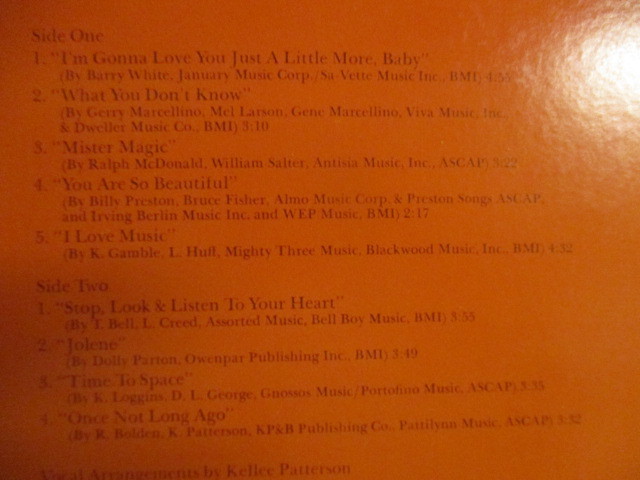 Side One
1. "I'm Gonna Love You Just A Little More, Baby"
(By Barry White, January Music Corp./Sa-Vette Music Inc., BMI) 4:35
2. "What You Don't Know"
(By Gerry Marcellino, Mel Larson, Gene Marcellino, Viva Music, Inc.,
& Dweller Music Co., BMI) 3:10
3. "Mister Magic"
(By Ralph McDonald, William Salter, Antisia Music, Inc., ASCAP) 3:22
4. "You Are So Beautiful"
(By Billy Preston, Bruce Fisher, Almo Music Corp. & Preston Songs ASCAP,
and Irving Berlin Music Inc. and WEP Music, BMI) 2:17
5. "I Love Music"
(By K. Gamble, L. Huff, Mighty Three Music, Blackwood Music, Inc., BMI) 4:32
Side Two
1. "Stop, Look & Listen To Your Heart"
(By T. Bell, L. Creed, Assorted Music, Bell Boy Music, BMI) 3:55
2. "Jolene"
(By Dolly Parton, Owenpar Publishing Inc., BMI) 3:49
3. "Time To Space"
(By K. Loggins, D. L. George, Gnossos Music/Portofino Music, ASCAP) 3:35
4. "Once Not Long Ago"
(By R. Bolden, K. Patterson, KP&B Publishing Co., Pattilynn Music, ASCAP) 3:32
Vocal Arrangements by Kellee Patterson